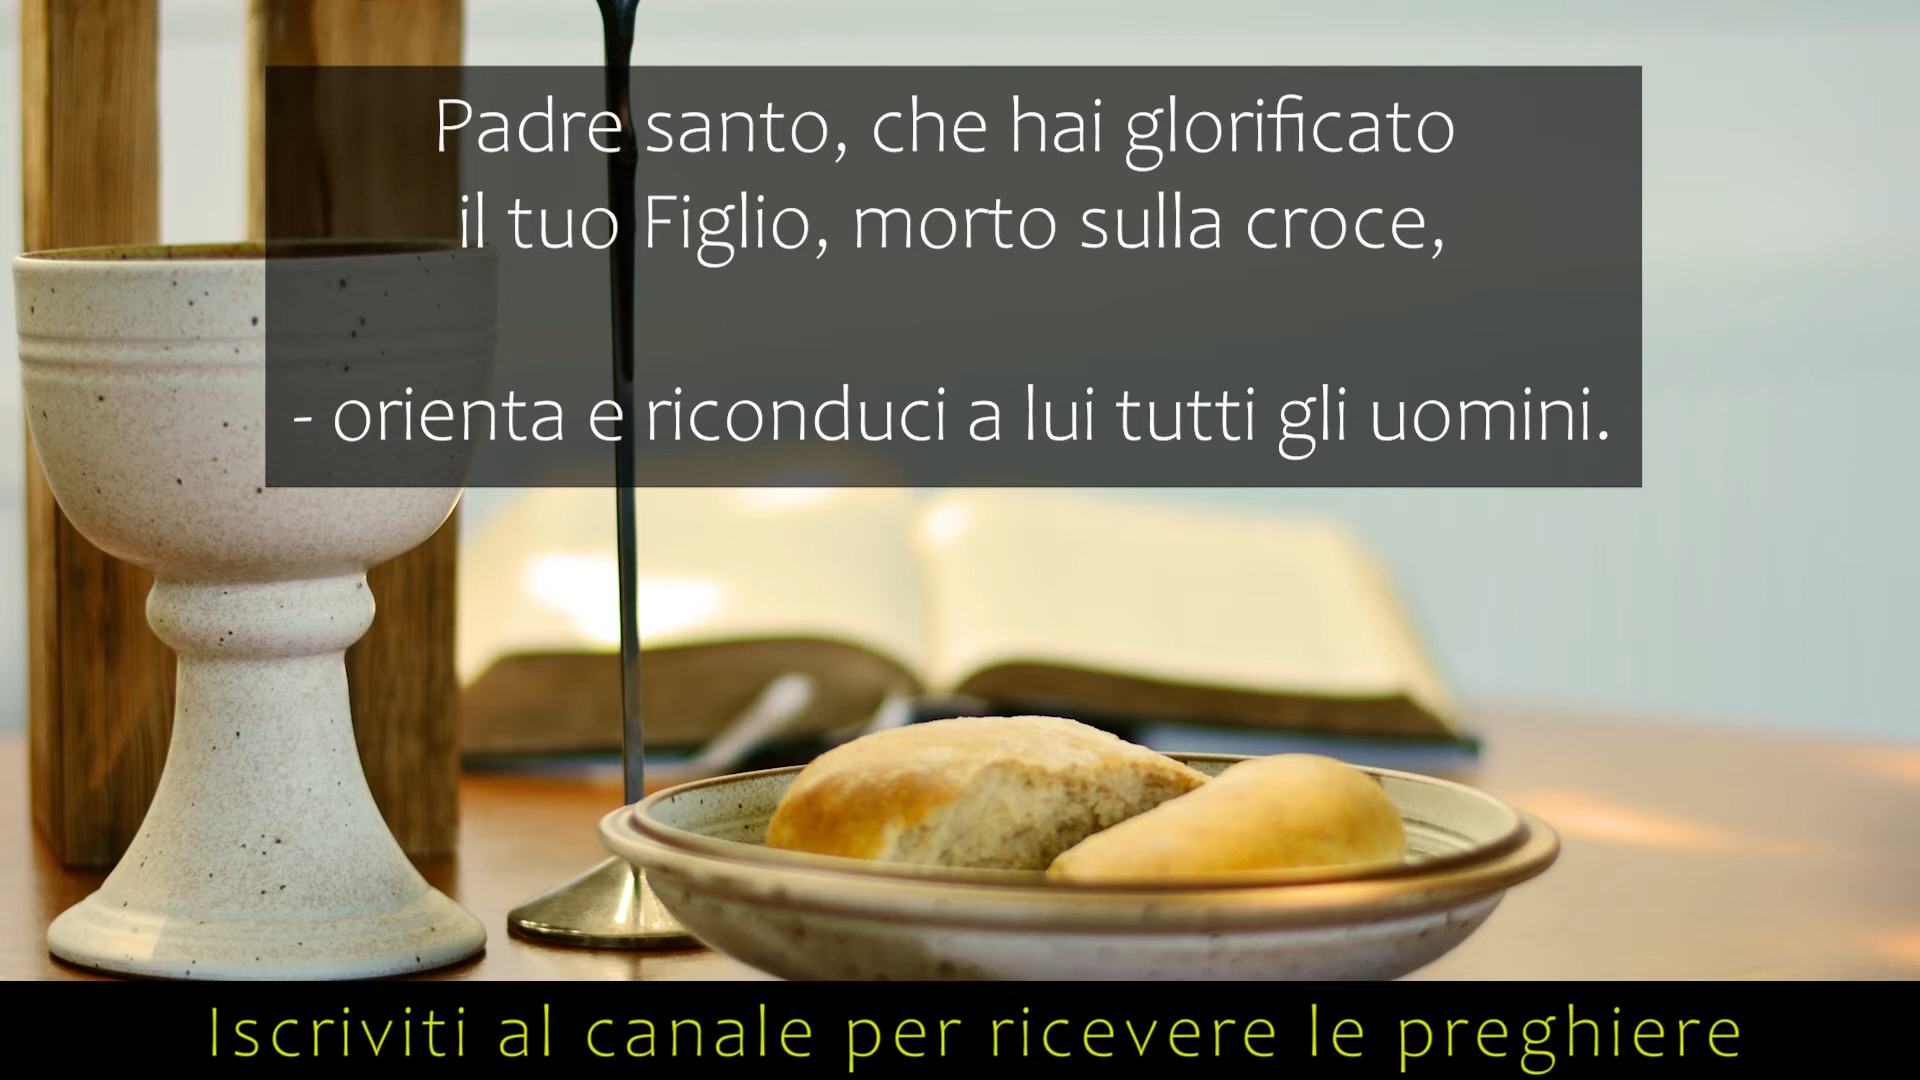 Padre santo, che hai glorificato
il tuo Figlio, morto sulla croce,
- orienta e riconduci a lui tutti gli uomini.
Iscriviti al canale per ricevere le preghiere